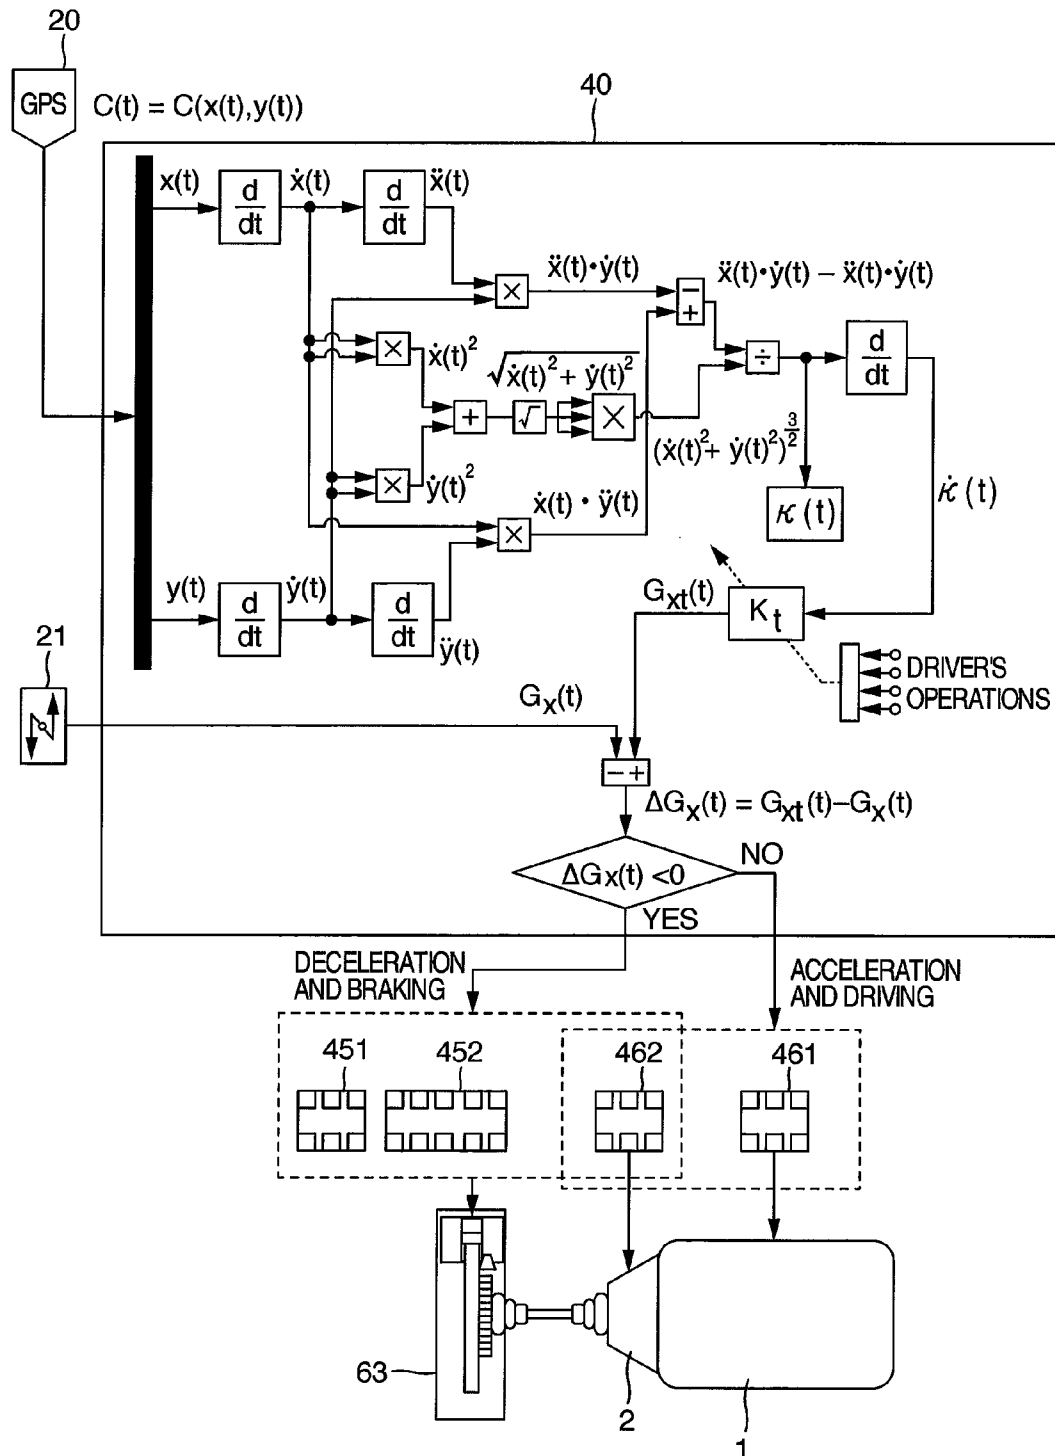 20
GPS
C(t) = C(x(t),y(t))
40
x(t)
d
dt
ẋ(t)
d
dt
ẍ(t)
×
ẍ(t)•ẏ(t)
−
+
ẍ(t)•ẏ(t) − ẍ(t)•ẏ(t)
×
ẋ(t)²
√ẋ(t)² + ẏ(t)²
÷
d
dt
+
√
×
(ẋ(t)² + ẏ(t)²)^3/2
×
ẏ(t)²
κ(t)
κ̇(t)
×
ẋ(t) • ÿ(t)
y(t)
d
dt
ẏ(t)
d
dt
ÿ(t)
Gxt(t)
Kt
DRIVER'S
OPERATIONS
21
Gx(t)
− +
ΔGx(t) = Gxt(t)−Gx(t)
ΔGx(t) <0
NO
YES
DECELERATION
AND BRAKING
ACCELERATION
AND DRIVING
451
452
462
461
63
2
1